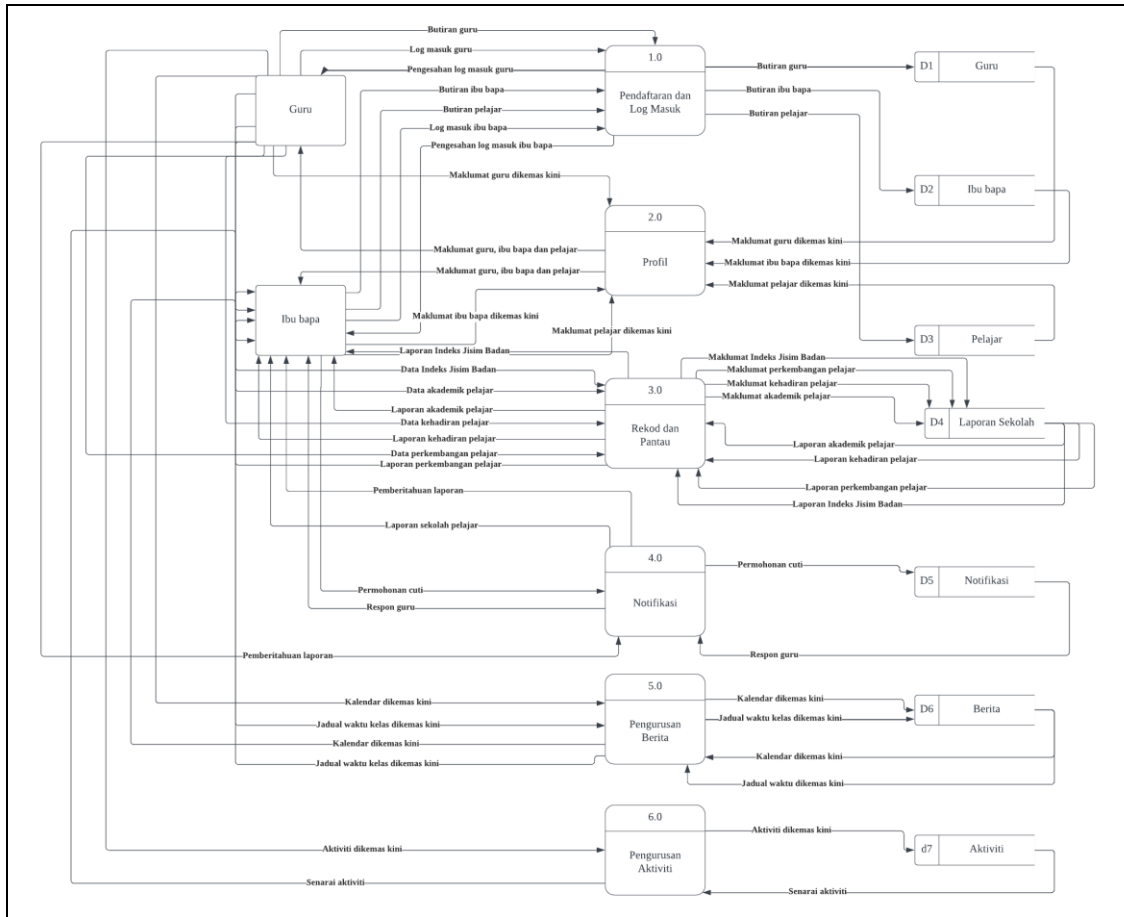 Butiran guru
Log masuk guru
Pengesahan log masuk guru
Butiran ibu bapa
Butiran pelajar
Log masuk ibu bapa
Pengesahan log masuk ibu bapa
Guru
1.0
Pendaftaran dan
Log Masuk
Butiran guru
Butiran ibu bapa
Butiran pelajar
D1 Guru
D2 Ibu bapa
Maklumat guru dikemas kini
2.0
Profil
Maklumat guru, ibu bapa dan pelajar
Maklumat guru, ibu bapa dan pelajar
Maklumat guru dikemas kini
Maklumat ibu bapa dikemas kini
Maklumat pelajar dikemas kini
Ibu bapa
Maklumat ibu bapa dikemas kini
Maklumat pelajar dikemas kini
D3 Pelajar
Laporan Indeks Jisim Badan
Data Indeks Jisim Badan
Data akademik pelajar
Laporan akademik pelajar
Data kehadiran pelajar
Laporan kehadiran pelajar
Data perkembangan pelajar
Laporan perkembangan pelajar
3.0
Rekod dan
Pantau
Maklumat Indeks Jisim Badan
Maklumat perkembangan pelajar
Maklumat kehadiran pelajar
Maklumat akademik pelajar
D4 Laporan Sekolah
Laporan akademik pelajar
Laporan kehadiran pelajar
Laporan perkembangan pelajar
Laporan Indeks Jisim Badan
Pemberitahuan laporan
Laporan sekolah pelajar
4.0
Notifikasi
Permohonan cuti
Respon guru
Pemberitahuan laporan
Permohonan cuti
D5 Notifikasi
Respon guru
5.0
Pengurusan
Berita
Kalendar dikemas kini
Jadual waktu kelas dikemas kini
Kalendar dikemas kini
Jadual waktu kelas dikemas kini
Kalendar dikemas kini
Jadual waktu kelas dikemas kini
D6 Berita
Kalendar dikemas kini
Jadual waktu dikemas kini
6.0
Pengurusan
Aktiviti
Aktiviti dikemas kini
Senarai aktiviti
Aktiviti dikemas kini
d7 Aktiviti
Senarai aktiviti